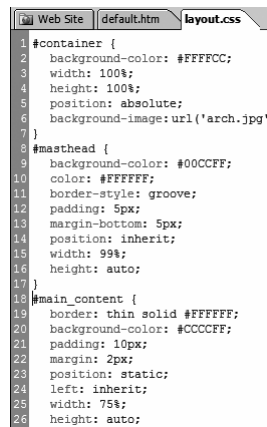 Web Site default.htm layout.css
1 #container {
2 background-color: #FFFFCC;
3 width: 100%;
4 height: 100%;
5 position: absolute;
6 background-image:url('arch.jpg'
7 }
8 #masthead {
9 background-color: #00CCFF;
10 color: #FFFFFF;
11 border-style: groove;
12 padding: 5px;
13 margin-bottom: 5px;
14 position: inherit;
15 width: 99%;
16 height: auto;
17 }
18 #main_content {
19 border: thin solid #FFFFFF;
20 background-color: #CCCCFF;
21 padding: 10px;
22 margin: 2px;
23 position: static;
24 left: inherit;
25 width: 75%;
26 height: auto;